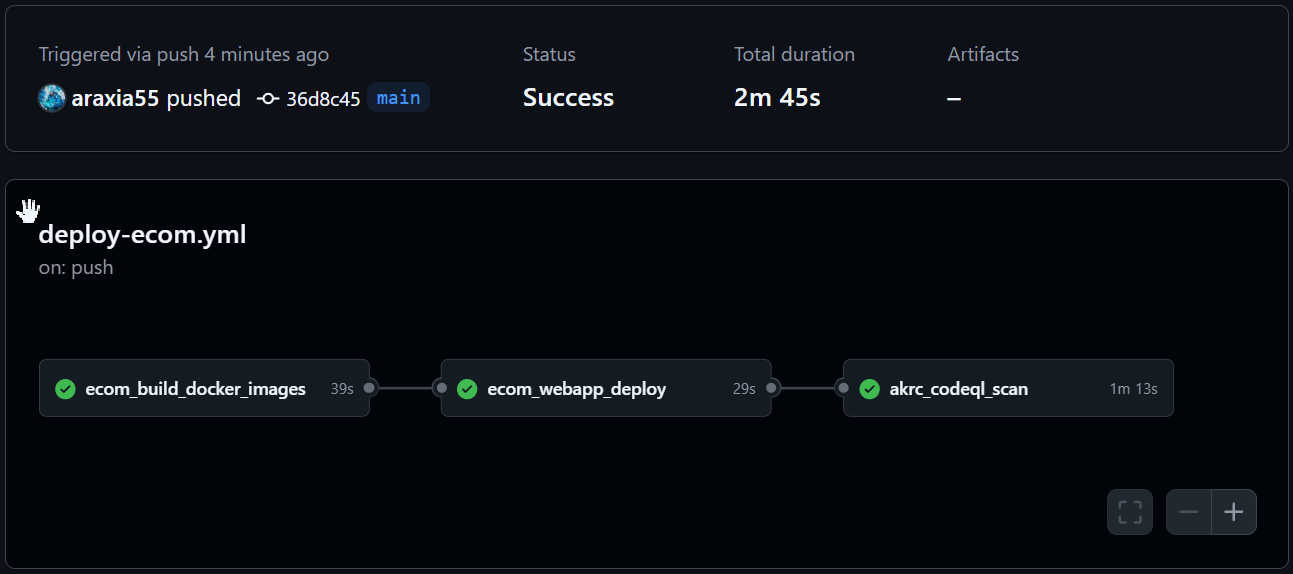 Triggered via push 4 minutes ago
araxia55 pushed 36d8c45 main
Status
Success
Total duration
2m 45s
Artifacts
–
deploy-ecom.yml
on: push
ecom_build_docker_images 39s
ecom_webapp_deploy 29s
akrc_codeql_scan 1m 13s